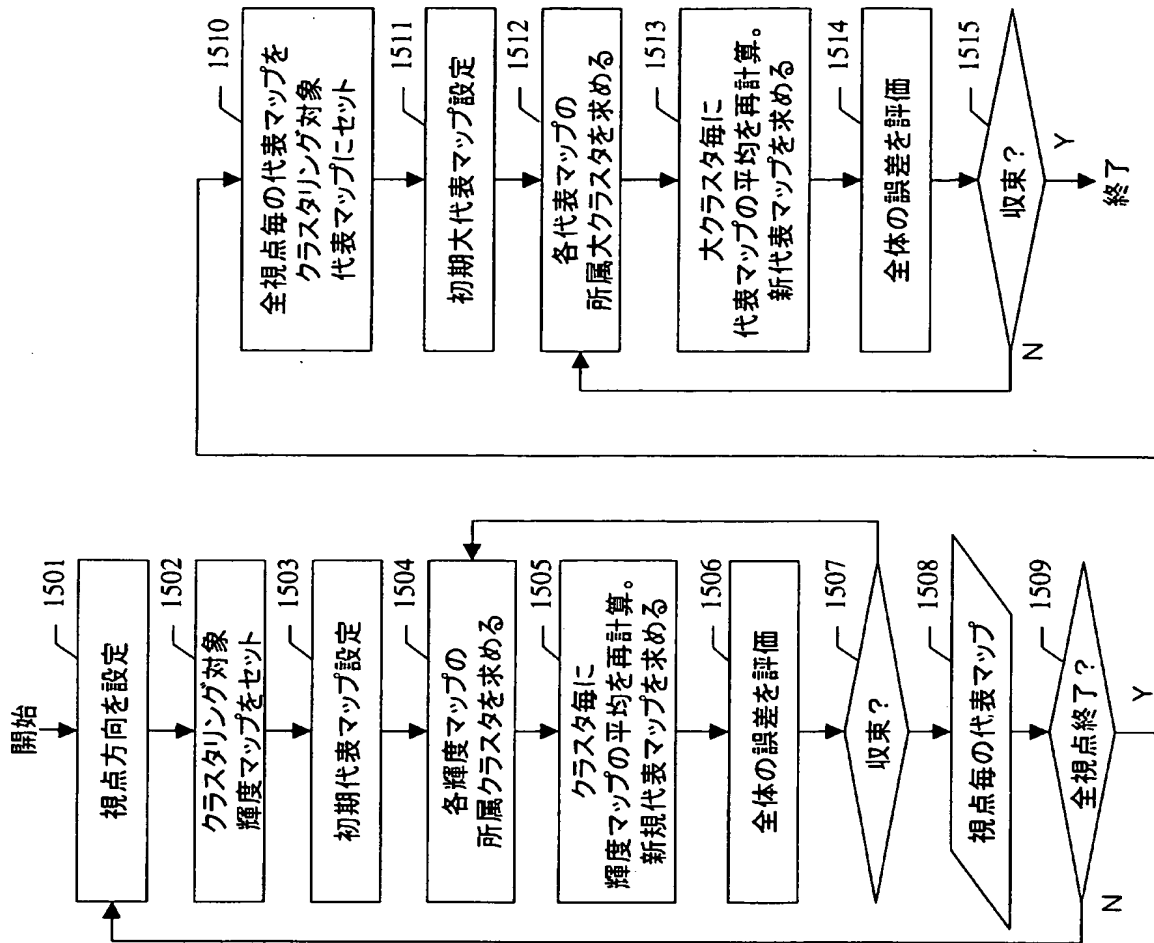 開始
1501
視点方向を設定
1502
クラスタリング対象
輝度マップをセット
1503
初期代表マップ設定
1504
各輝度マップの
所属クラスタを求める
1505
クラスタ毎に
輝度マップの平均を再計算。
新規代表マップを求める
1506
全体の誤差を評価
1507
収束？
1508
視点毎の代表マップ
1509
全視点終了？
N
Y
1510
全視点毎の代表マップを
クラスタリング対象
代表マップにセット
1511
初期大代表マップ設定
1512
各代表マップの
所属大クラスタを求める
1513
大クラスタ毎に
代表マップの平均を再計算。
新代表マップを求める
1514
全体の誤差を評価
1515
収束？
N
Y
終了